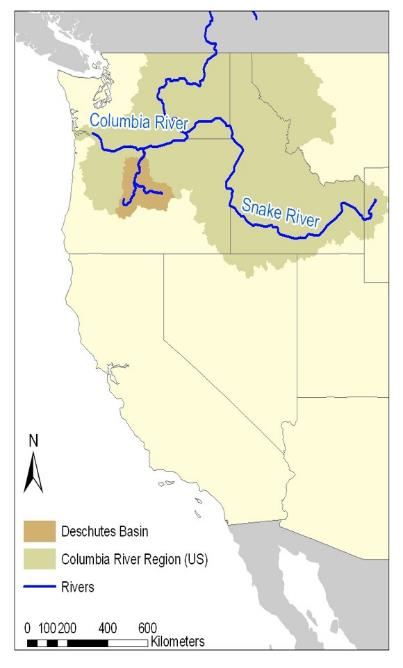 Columbia River
Snake River
N
Deschutes Basin
Columbia River Region (US)
Rivers
0 100 200 400 600
Kilometers